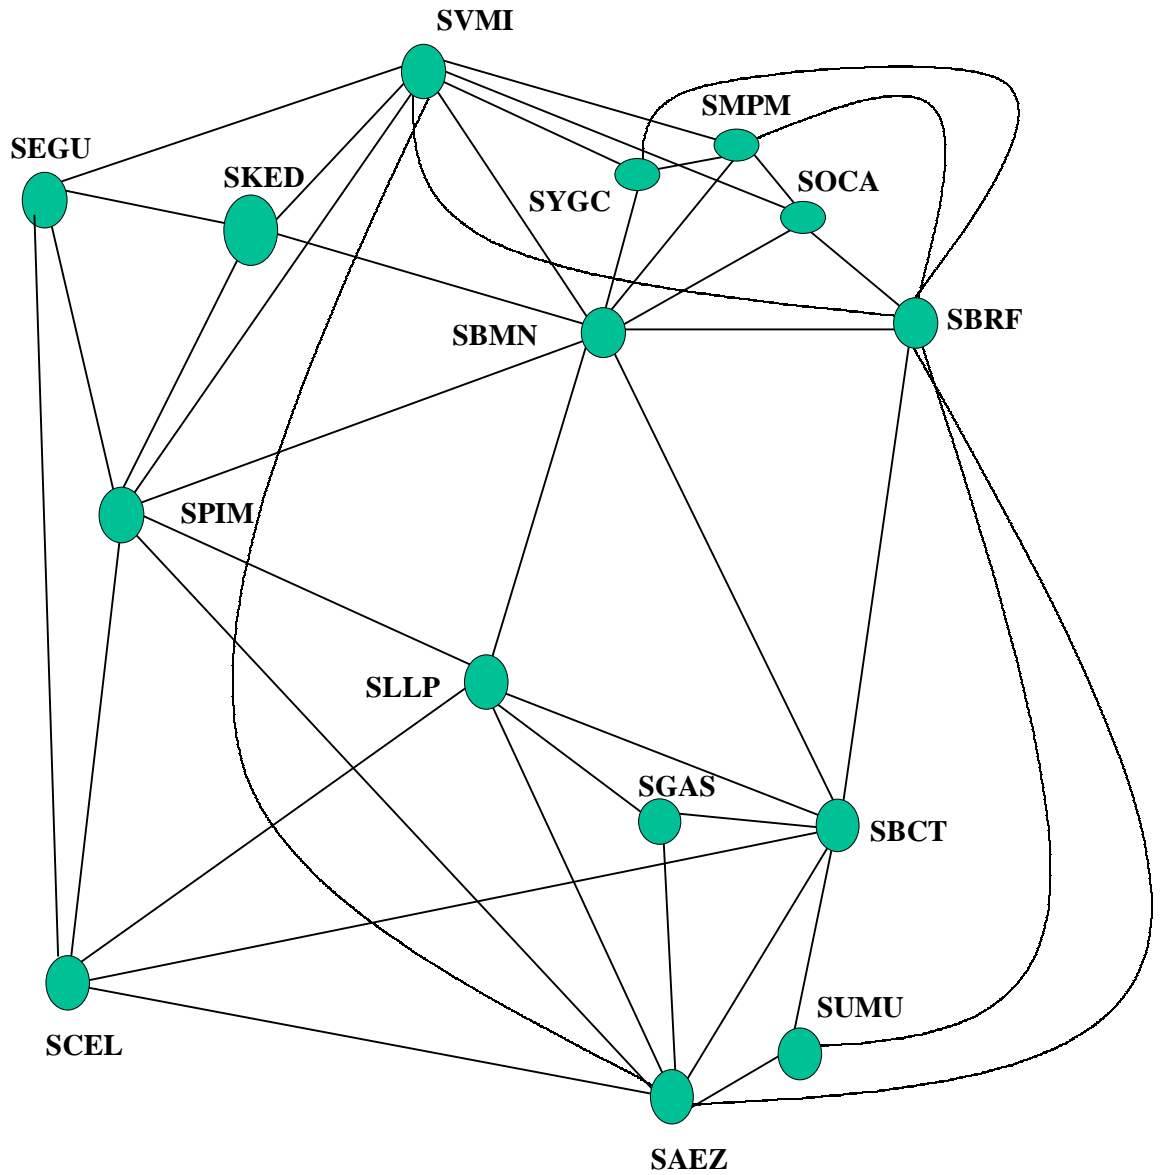 SVMI
SMPM
SEGU
SKED
SOCA
SYGC
SBMN
SBRF
SPIM
SLLP
SGAS
SBCT
SUMU
SCEL
SAEZ